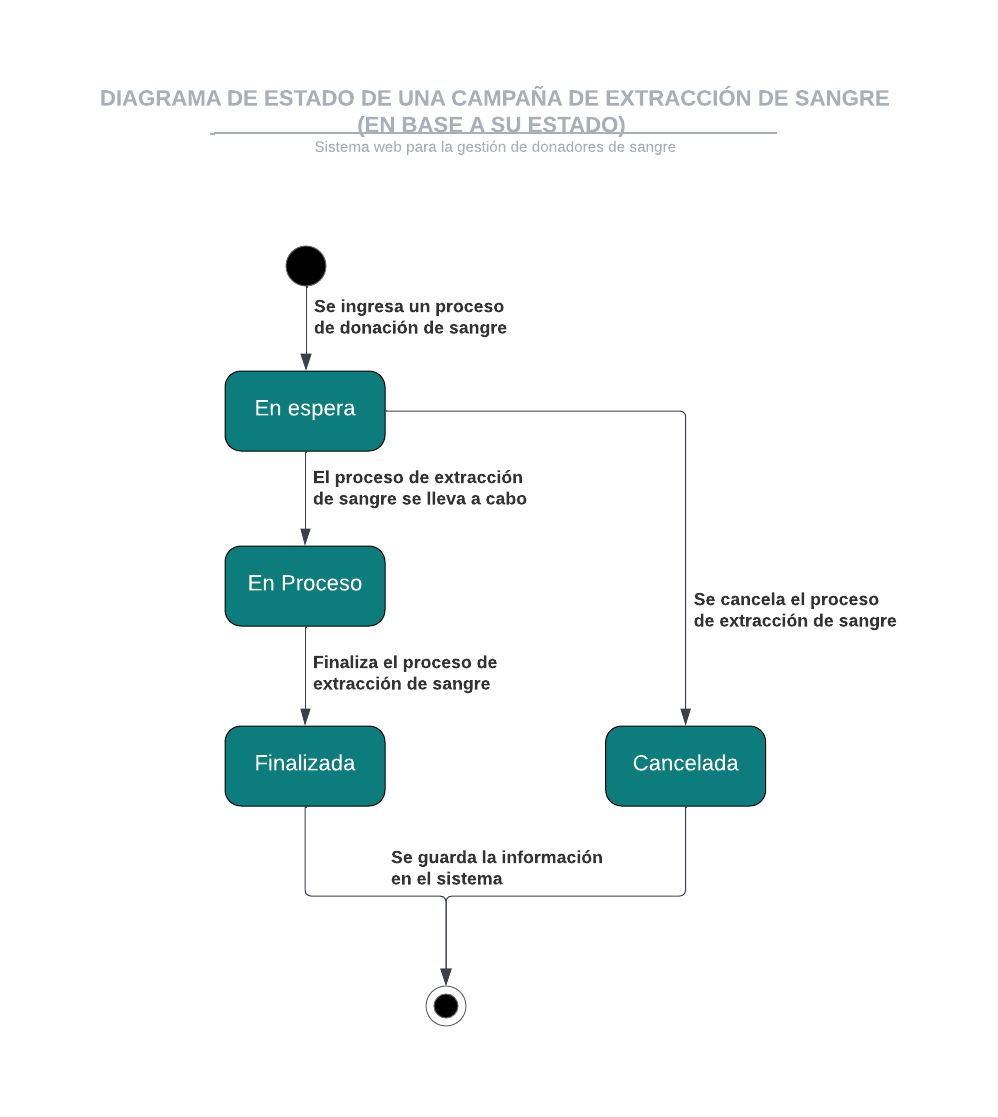 DIAGRAMA DE ESTADO DE UNA CAMPAÑA DE EXTRACCIÓN DE SANGRE
(EN BASE A SU ESTADO)
Sistema web para la gestión de donadores de sangre
Se ingresa un proceso
de donación de sangre
En espera
El proceso de extracción
de sangre se lleva a cabo
En Proceso
Se cancela el proceso
de extracción de sangre
Finaliza el proceso de
extracción de sangre
Finalizada
Cancelada
Se guarda la información
en el sistema